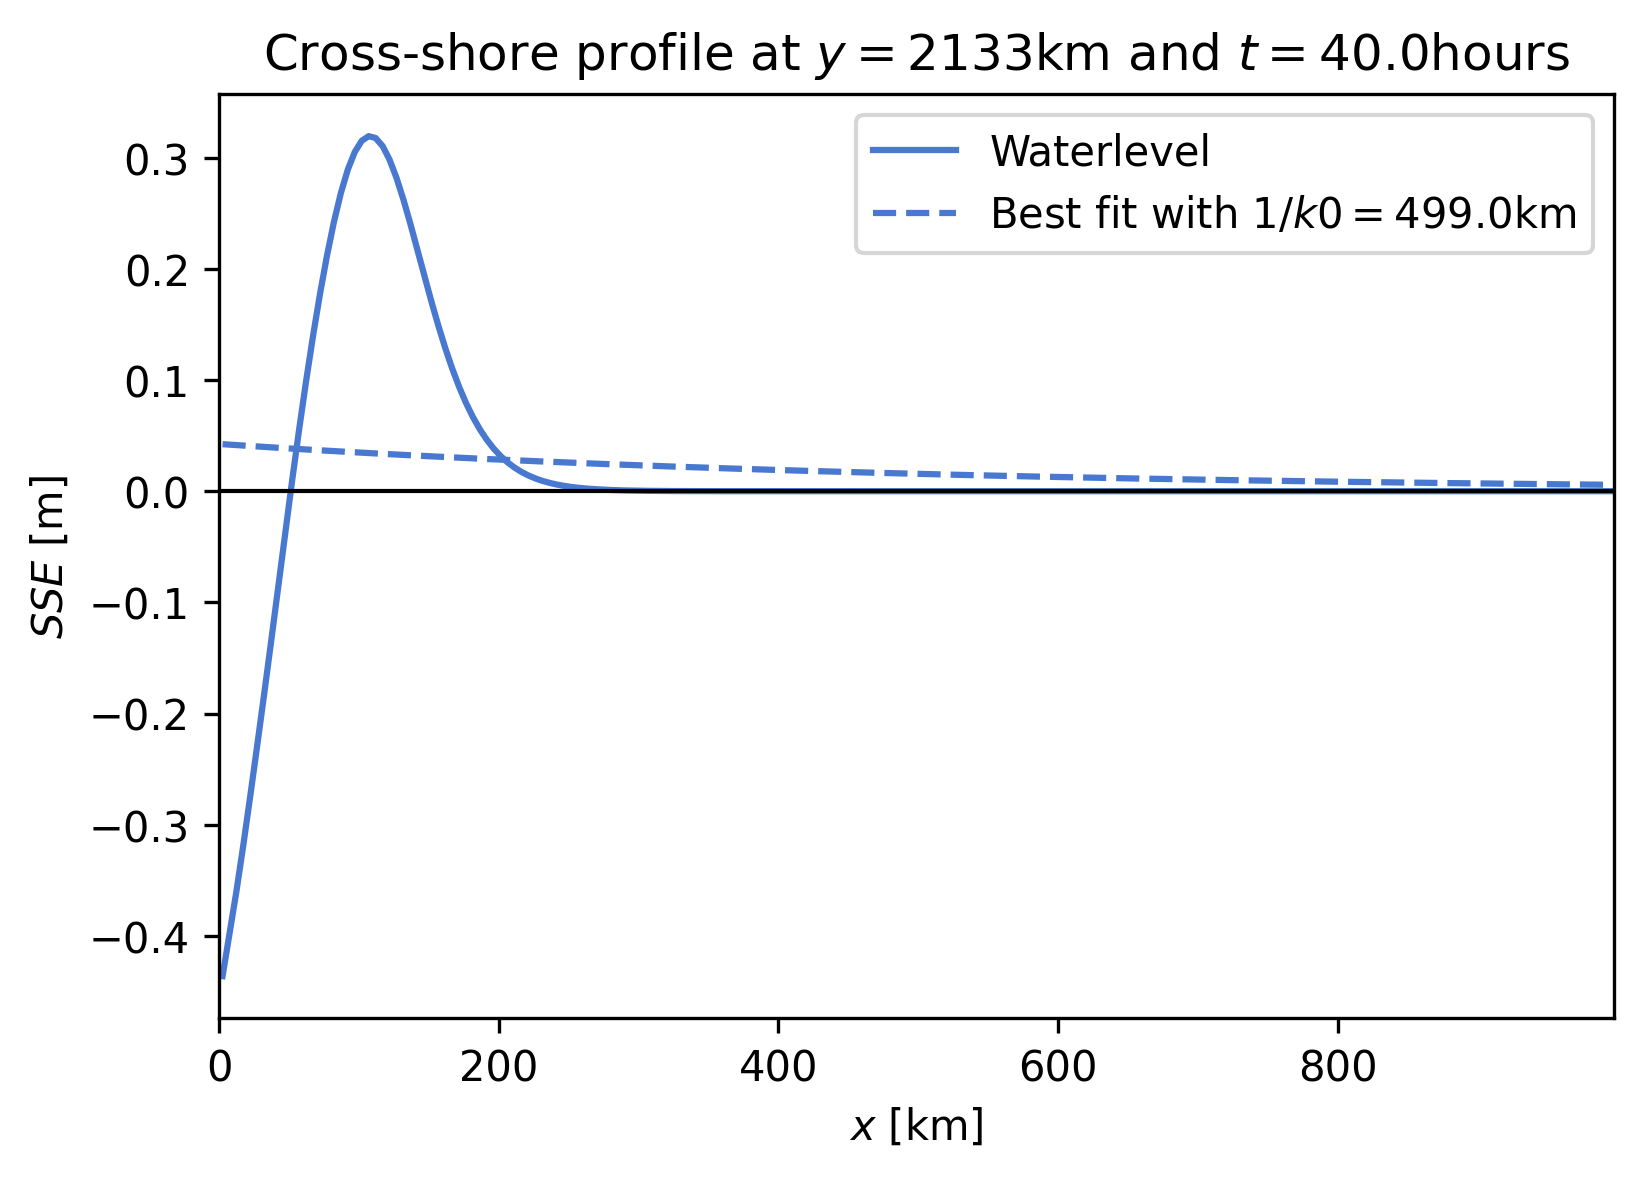 Cross-shore profile at y = 2133km and t = 40.0hours
Waterlevel
Best fit with 1/k0 = 499.0km
0.3
0.2
0.1
0.0
−0.1
−0.2
−0.3
−0.4
SSE [m]
0 200 400 600 800
x [km]